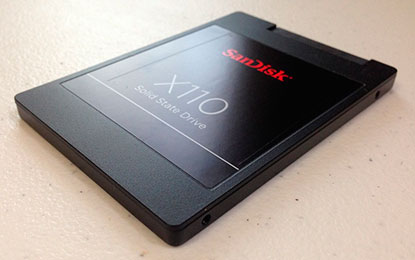 SanDisk
X110
Solid State Drive